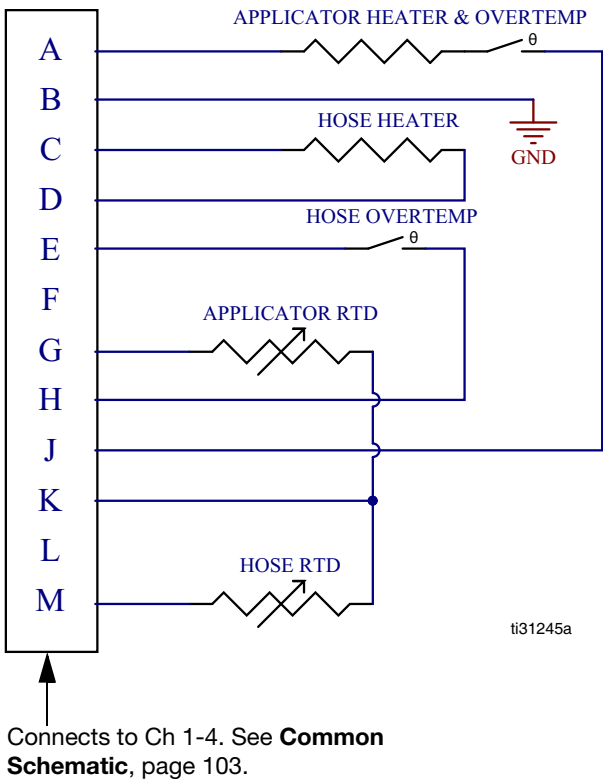 APPLICATOR HEATER & OVERTEMP
A
θ
B
HOSE HEATER
C
GND
D
HOSE OVERTEMP
E
θ
F
APPLICATOR RTD
G
H
J
K
L
HOSE RTD
M
ti31245a
Connects to Ch 1-4. See Common
Schematic, page 103.